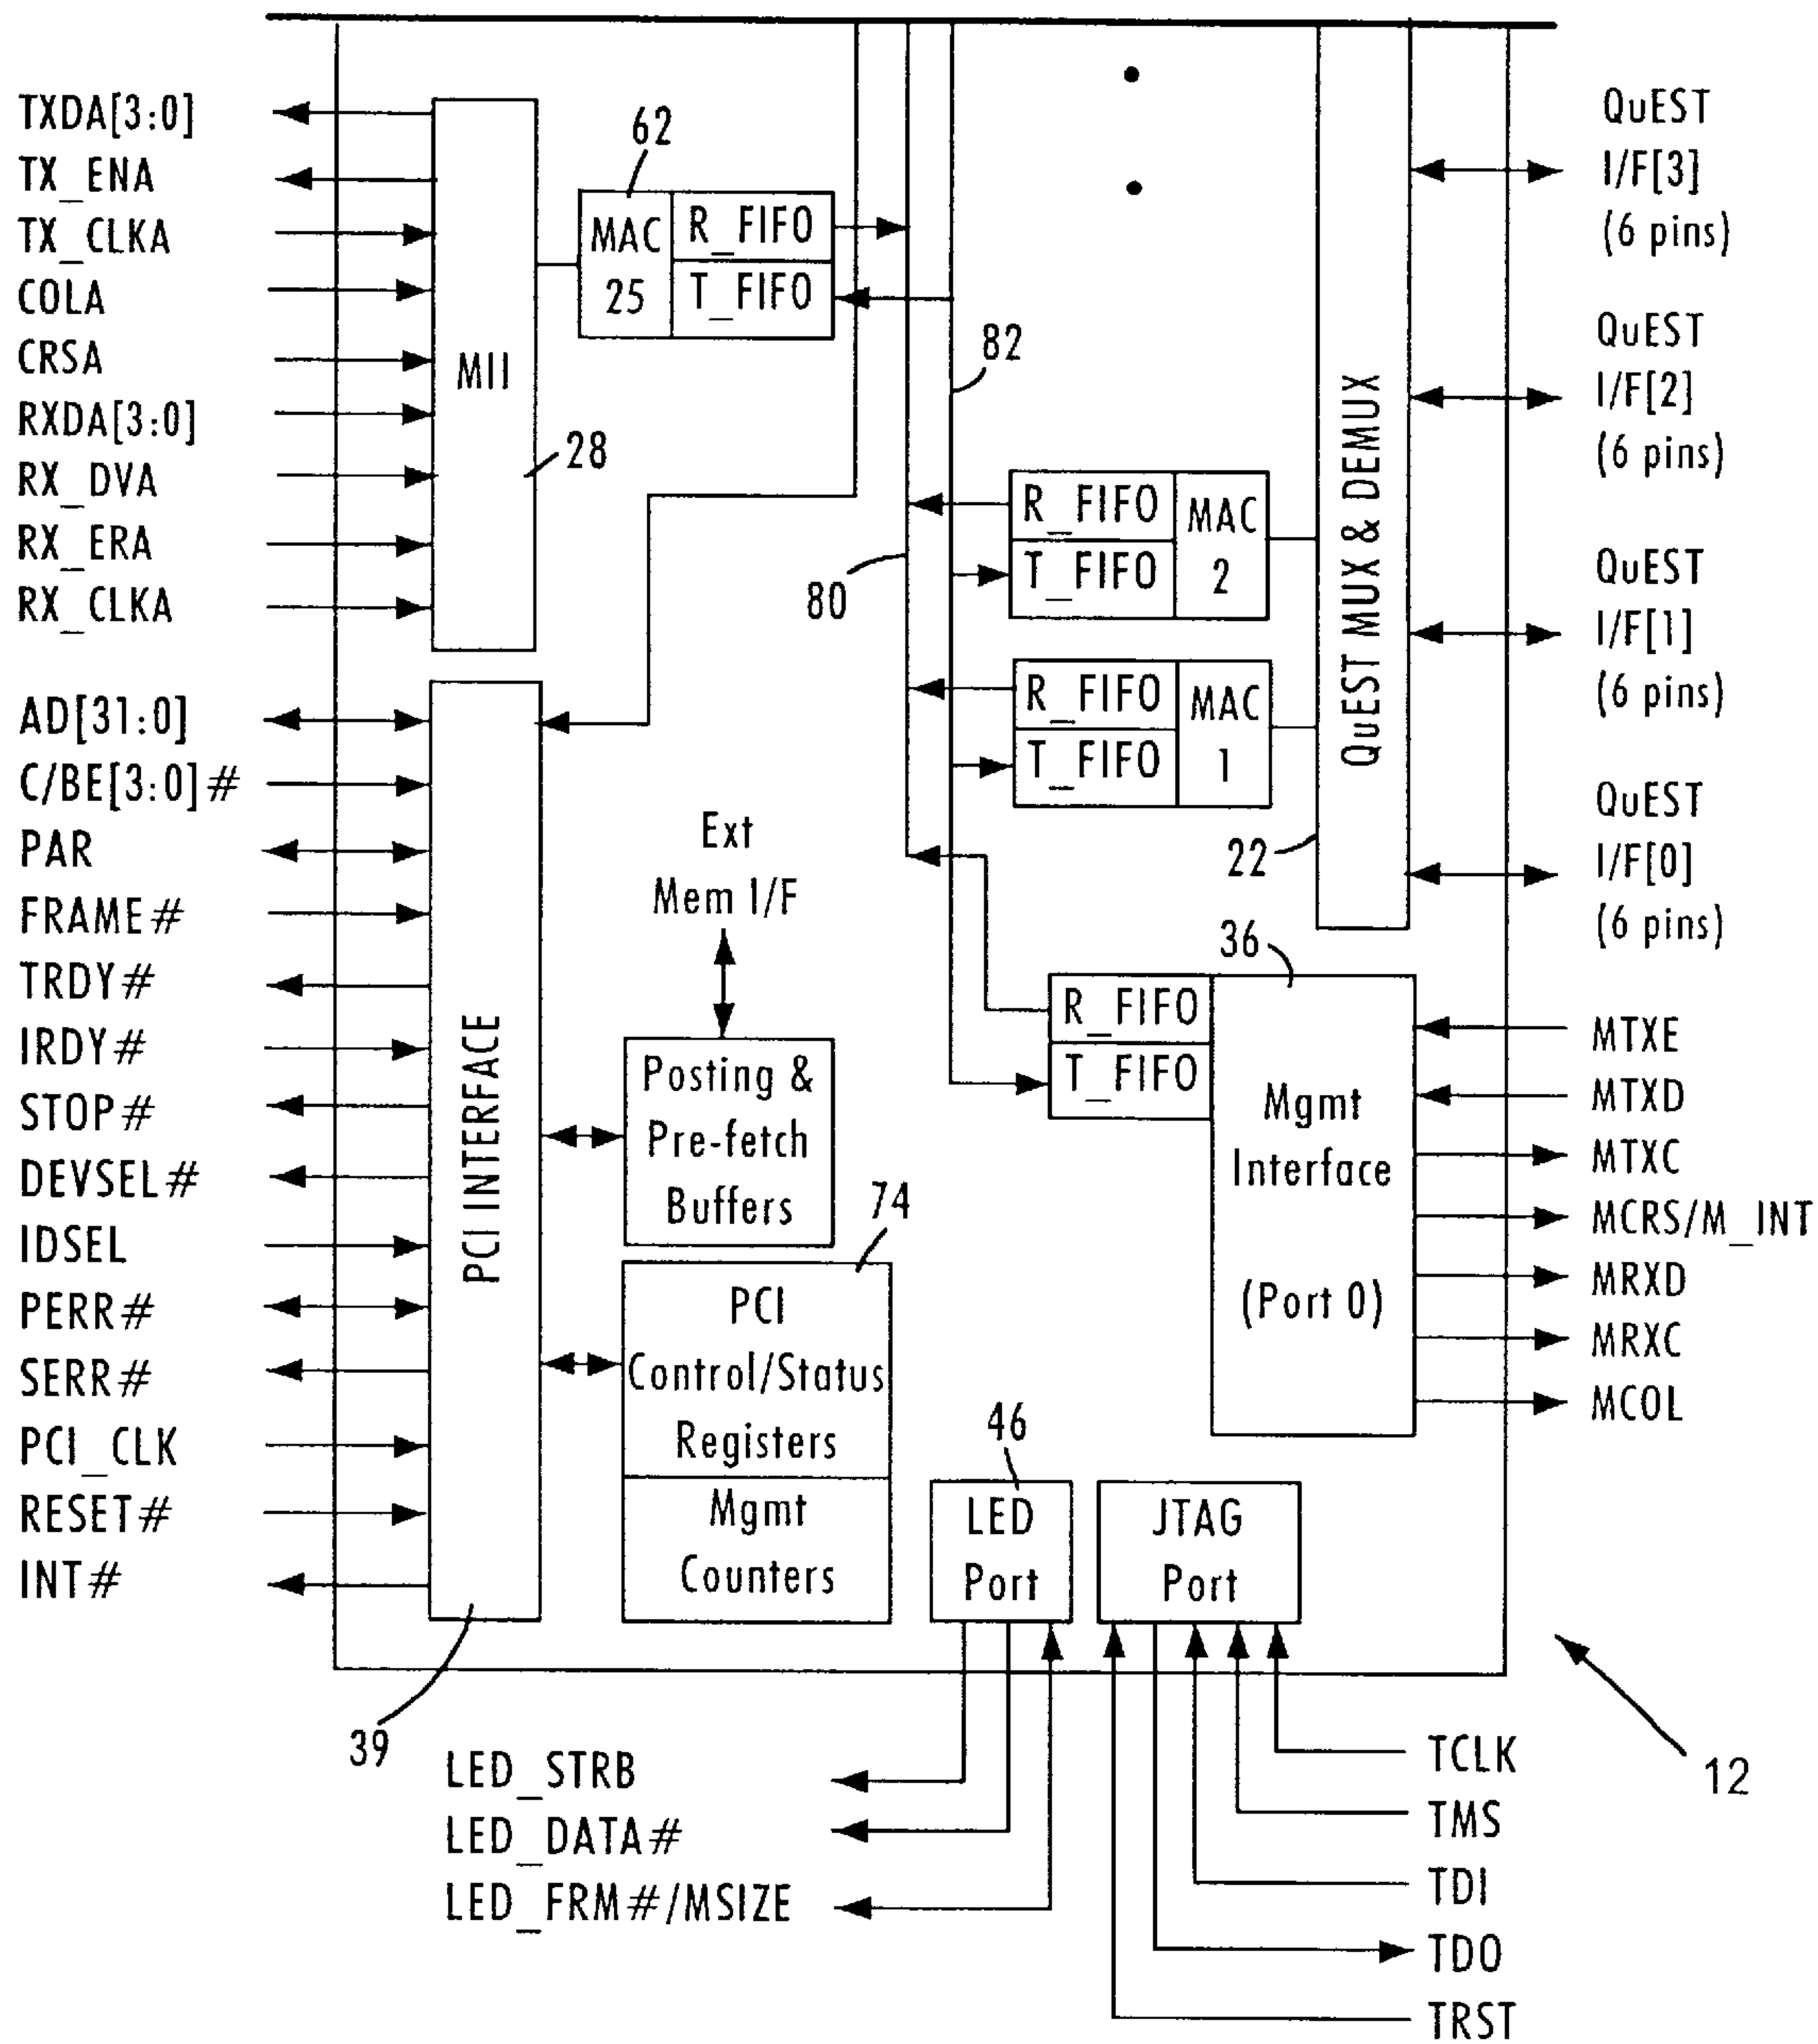 TXDA[3:0]
TX_ENA
TX_CLKA
COLA
CRSA
RXDA[3:0]
RX_DVA
RX_ERA
RX_CLKA
MII
28
62
MAC
25
R_FIFO
T_FIFO
82
80
R_FIFO
T_FIFO
MAC
2
R_FIFO
T_FIFO
MAC
1
QuEST MUX & DEMUX
22
QuEST
I/F[3]
(6 pins)
QuEST
I/F[2]
(6 pins)
QuEST
I/F[1]
(6 pins)
QuEST
I/F[0]
(6 pins)
AD[31:0]
C/BE[3:0]#
PAR
FRAME#
TRDY#
IRDY#
STOP#
DEVSEL#
IDSEL
PERR#
SERR#
PCI_CLK
RESET#
INT#
PCI INTERFACE
39
Ext
Mem I/F
Posting &
Pre-fetch
Buffers
74
PCI
Control/Status
Registers
Mgmt
Counters
36
R_FIFO
T_FIFO
Mgmt
Interface
(Port 0)
MTXE
MTXD
MTXC
MCRS/M_INT
MRXD
MRXC
MCOL
46
LED
Port
JTAG
Port
LED_STRB
LED_DATA#
LED_FRM#/MSIZE
TCLK
TMS
TDI
TDO
TRST
12